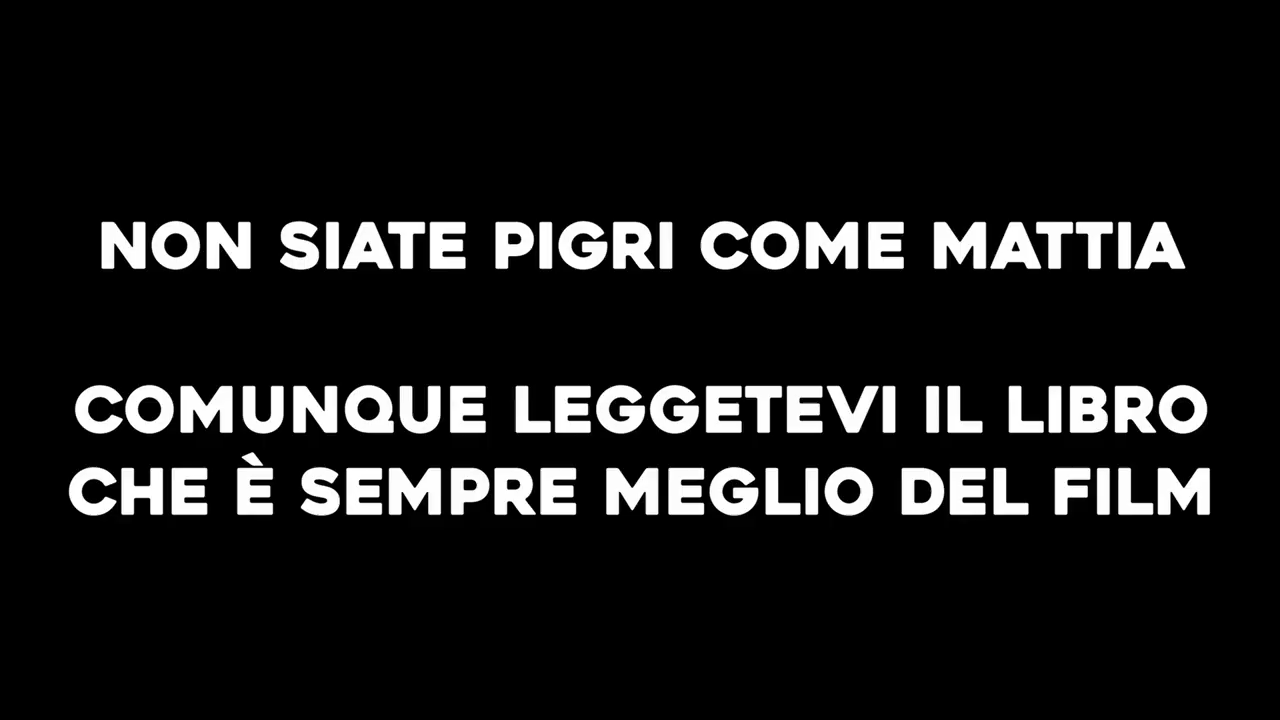 NON SIATE PIGRI COME MATTIA
COMUNQUE LEGGETEVI IL LIBRO
CHE È SEMPRE MEGLIO DEL FILM